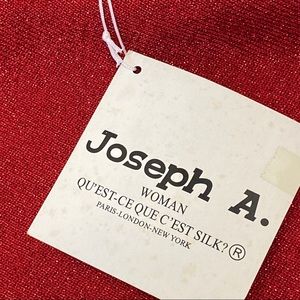 Joseph A.
WOMAN
QU'EST-CE QUE C'EST SILK?®
PARIS-LONDON-NEW YORK